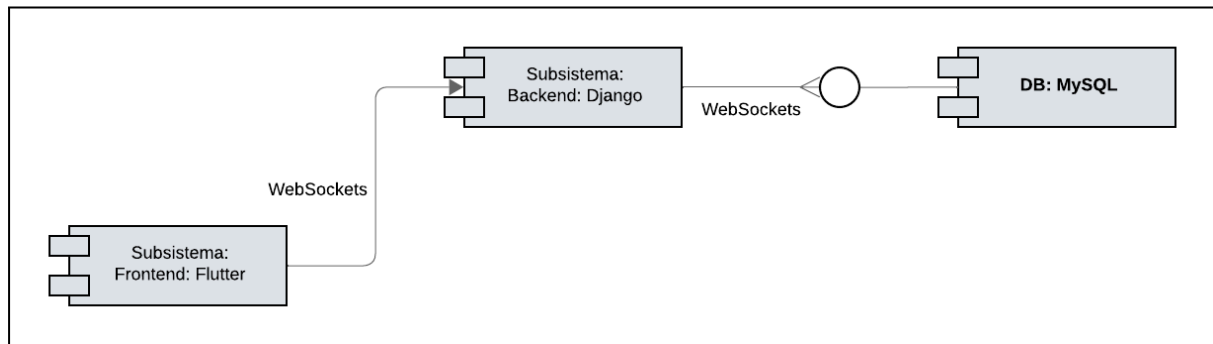 Subsistema:
Backend: Django
WebSockets
DB: MySQL
WebSockets
Subsistema:
Frontend: Flutter